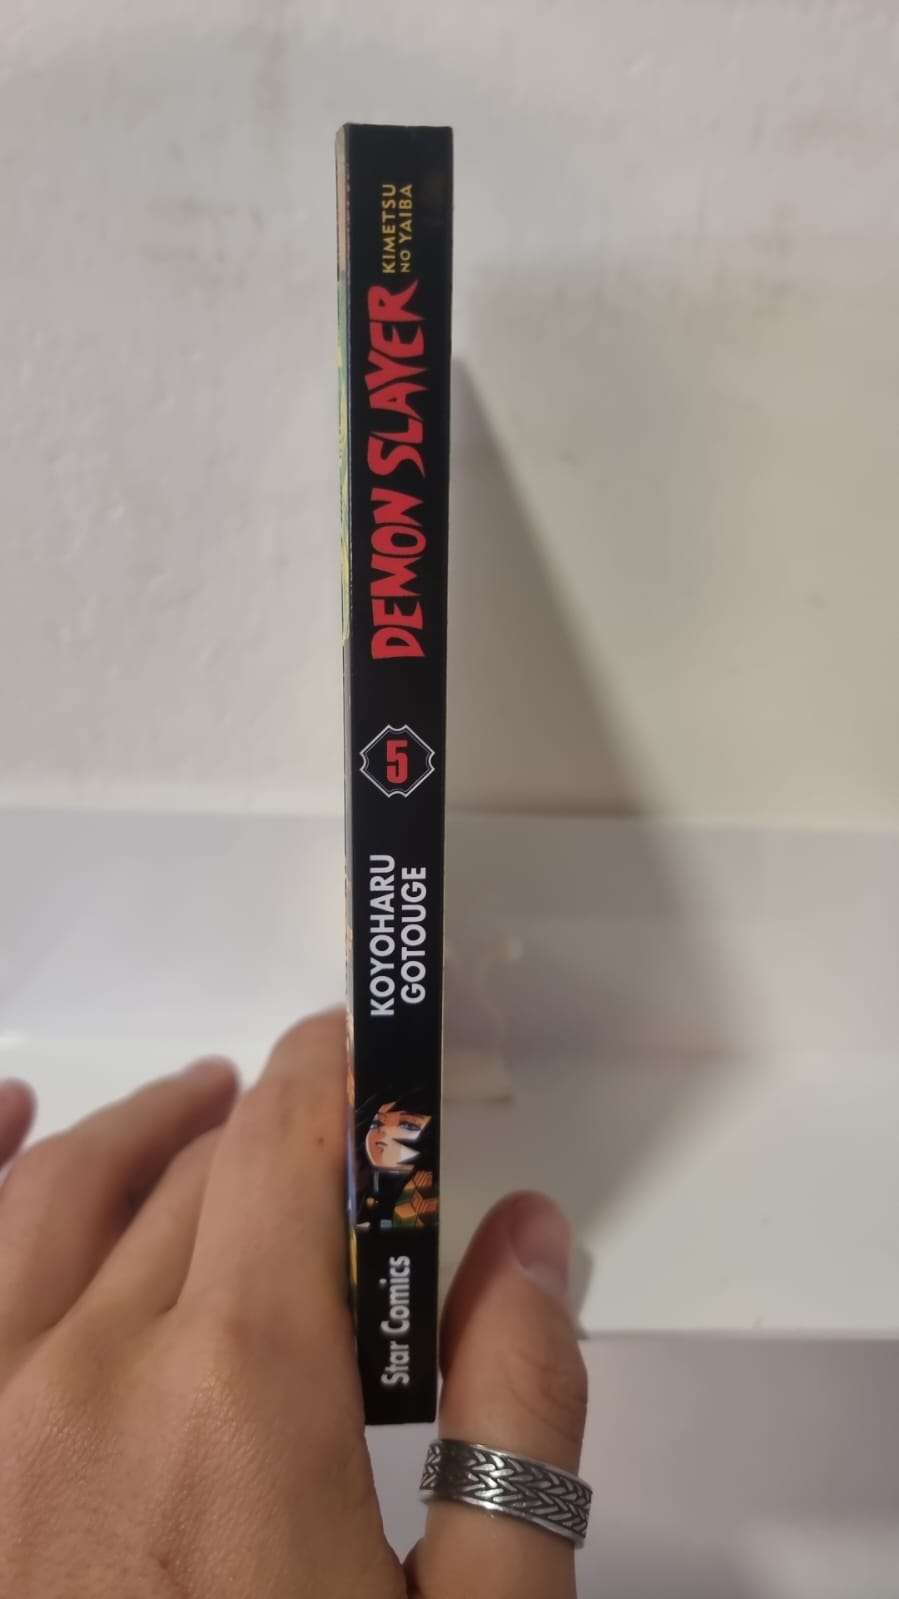 Star Comics
KOYOHARU
GOTOUGE
5
DEMON SLAYER
KIMETSU
NO YAIBA